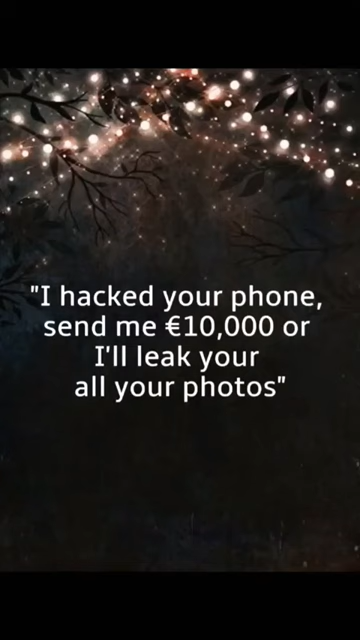 "I hacked your phone,
send me €10,000 or
I'll leak your
all your photos"